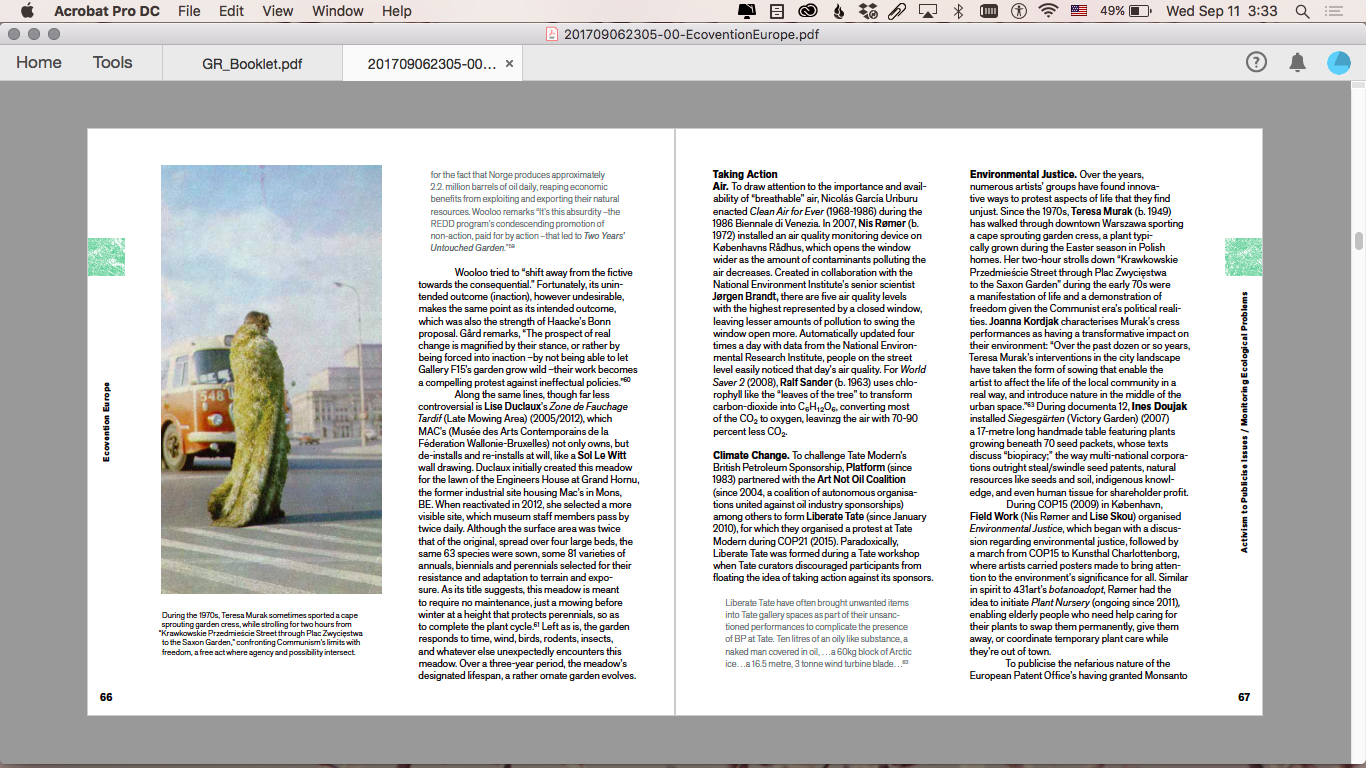 Acrobat Pro DC File Edit View Window Help 49% Wed Sep 11 3:33
201709062305-00-EcoventionEurope.pdf
Home Tools GR_Booklet.pdf 201709062305-00... ×
Ecovention Europe
548
During the 1970s, Teresa Murak sometimes sported a cape
sprouting garden cress, while strolling for two hours from
"Krawkowskie Przedmieście Street through Plac Zwycięstwa
to the Saxon Garden," confronting Communism's limits with
freedom, a free act where agency and possibility intersect.
66
for the fact that Norge produces approximately
2.2. million barrels of oil daily, reaping economic
benefits from exploiting and exporting their natural
resources. Wooloo remarks "It's this absurdity –the
REDD program's condescending promotion of
non-action, paid for by action –that led to Two Years'
Untouched Garden."59
Wooloo tried to "shift away from the fictive
towards the consequential." Fortunately, its unin-
tended outcome (inaction), however undesirable,
makes the same point as its intended outcome,
which was also the strength of Haacke's Bonn
proposal. Gård remarks, "The prospect of real
change is magnified by their stance, or rather by
being forced into inaction –by not being able to let
Gallery F15's garden grow wild –their work becomes
a compelling protest against ineffectual policies."60
Along the same lines, though far less
controversial is Lise Duclaux's Zone de Fauchage
Tardif (Late Mowing Area) (2005/2012), which
MAC's (Musée des Arts Contemporains de la
Féderation Wallonie-Bruxelles) not only owns, but
de-installs and re-installs at will, like a Sol Le Witt
wall drawing. Duclaux initially created this meadow
for the lawn of the Engineers House at Grand Hornu,
the former industrial site housing Mac's in Mons,
BE. When reactivated in 2012, she selected a more
visible site, which museum staff members pass by
twice daily. Although the surface area was twice
that of the original, spread over four large beds, the
same 63 species were sown, some 81 varieties of
annuals, biennials and perennials selected for their
resistance and adaptation to terrain and expo-
sure. As its title suggests, this meadow is meant
to require no maintenance, just a mowing before
winter at a height that protects perennials, so as
to complete the plant cycle.61 Left as is, the garden
responds to time, wind, birds, rodents, insects,
and whatever else unexpectedly encounters this
meadow. Over a three-year period, the meadow's
designated lifespan, a rather ornate garden evolves.
Taking Action
Air. To draw attention to the importance and avail-
ability of "breathable" air, Nicolás García Uriburu
enacted Clean Air for Ever (1968-1986) during the
1986 Biennale di Venezia. In 2007, Nis Rømer (b.
1972) installed an air quality monitoring device on
Københavns Rådhus, which opens the window
wider as the amount of contaminants polluting the
air decreases. Created in collaboration with the
National Environment Institute's senior scientist
Jørgen Brandt, there are five air quality levels
with the highest represented by a closed window,
leaving lesser amounts of pollution to swing the
window open more. Automatically updated four
times a day with data from the National Environ-
mental Research Institute, people on the street
level easily noticed that day's air quality. For World
Saver 2 (2008), Ralf Sander (b. 1963) uses chlo-
rophyll like the "leaves of the tree" to transform
carbon-dioxide into C6H12O6, converting most
of the CO2 to oxygen, leavinzg the air with 70-90
percent less CO2.
Climate Change. To challenge Tate Modern's
British Petroleum Sponsorship, Platform (since
1983) partnered with the Art Not Oil Coalition
(since 2004, a coalition of autonomous organisa-
tions united against oil industry sponsorships)
among others to form Liberate Tate (since January
2010), for which they organised a protest at Tate
Modern during COP21 (2015). Paradoxically,
Liberate Tate was formed during a Tate workshop
when Tate curators discouraged participants from
floating the idea of taking action against its sponsors.
Liberate Tate have often brought unwanted items
into Tate gallery spaces as part of their unsanc-
tioned performances to complicate the presence
of BP at Tate. Ten litres of an oily like substance, a
naked man covered in oil, …a 60kg block of Arctic
ice…a 16.5 metre, 3 tonne wind turbine blade…62
Environmental Justice. Over the years,
numerous artists' groups have found innova-
tive ways to protest aspects of life that they find
unjust. Since the 1970s, Teresa Murak (b. 1949)
has walked through downtown Warszawa sporting
a cape sprouting garden cress, a plant typi-
cally grown during the Easter season in Polish
homes. Her two-hour strolls down "Krawkowskie
Przedmieście Street through Plac Zwycięstwa
to the Saxon Garden" during the early 70s were
a manifestation of life and a demonstration of
freedom given the Communist era's political reali-
ties. Joanna Kordjak characterises Murak's cress
performances as having a transformative impact on
their environment: "Over the past dozen or so years,
Teresa Murak's interventions in the city landscape
have taken the form of sowing that enable the
artist to affect the life of the local community in a
real way, and introduce nature in the middle of the
urban space."63 During documenta 12, Ines Doujak
installed Siegesgärten (Victory Garden) (2007)
a 17-metre long handmade table featuring plants
growing beneath 70 seed packets, whose texts
discuss "biopiracy;" the way multi-national corpora-
tions outright steal/swindle seed patents, natural
resources like seeds and soil, indigenous knowl-
edge, and even human tissue for shareholder profit.
During COP15 (2009) in København,
Field Work (Nis Rømer and Lise Skou) organised
Environmental Justice, which began with a discus-
sion regarding environmental justice, followed by
a march from COP15 to Kunsthal Charlottenborg,
where artists carried posters made to bring atten-
tion to the environment's significance for all. Similar
in spirit to 431art's botanoadopt, Rømer had the
idea to initiate Plant Nursery (ongoing since 2011),
enabling elderly people who need help caring for
their plants to swap them permanently, give them
away, or coordinate temporary plant care while
they're out of town.
To publicise the nefarious nature of the
European Patent Office's having granted Monsanto
Activism to Publicise Issues / Monitoring Ecological Problems
67